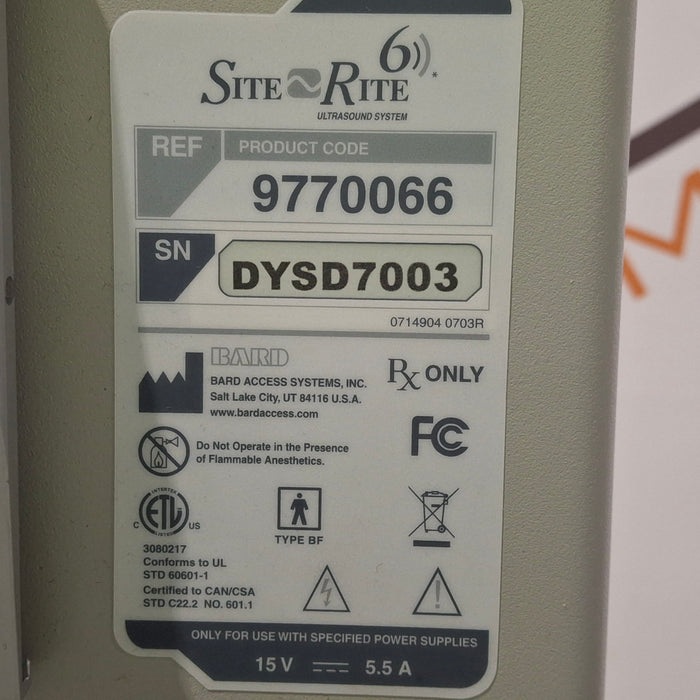 SITE RITE 6 *
ULTRASOUND SYSTEM
REF PRODUCT CODE
9770066
SN DYSD7003
0714904 0703R
BARD
BARD ACCESS SYSTEMS, INC.
Salt Lake City, UT 84116 U.S.A.
www.bardaccess.com
Rx ONLY
Do Not Operate in the Presence
of Flammable Anesthetics.
FC
INTERTEK
C ETL US
LISTED
TYPE BF
3080217
Conforms to UL
STD 60601-1
Certified to CAN/CSA
STD C22.2 NO. 601.1
ONLY FOR USE WITH SPECIFIED POWER SUPPLIES
15 V 5.5 A